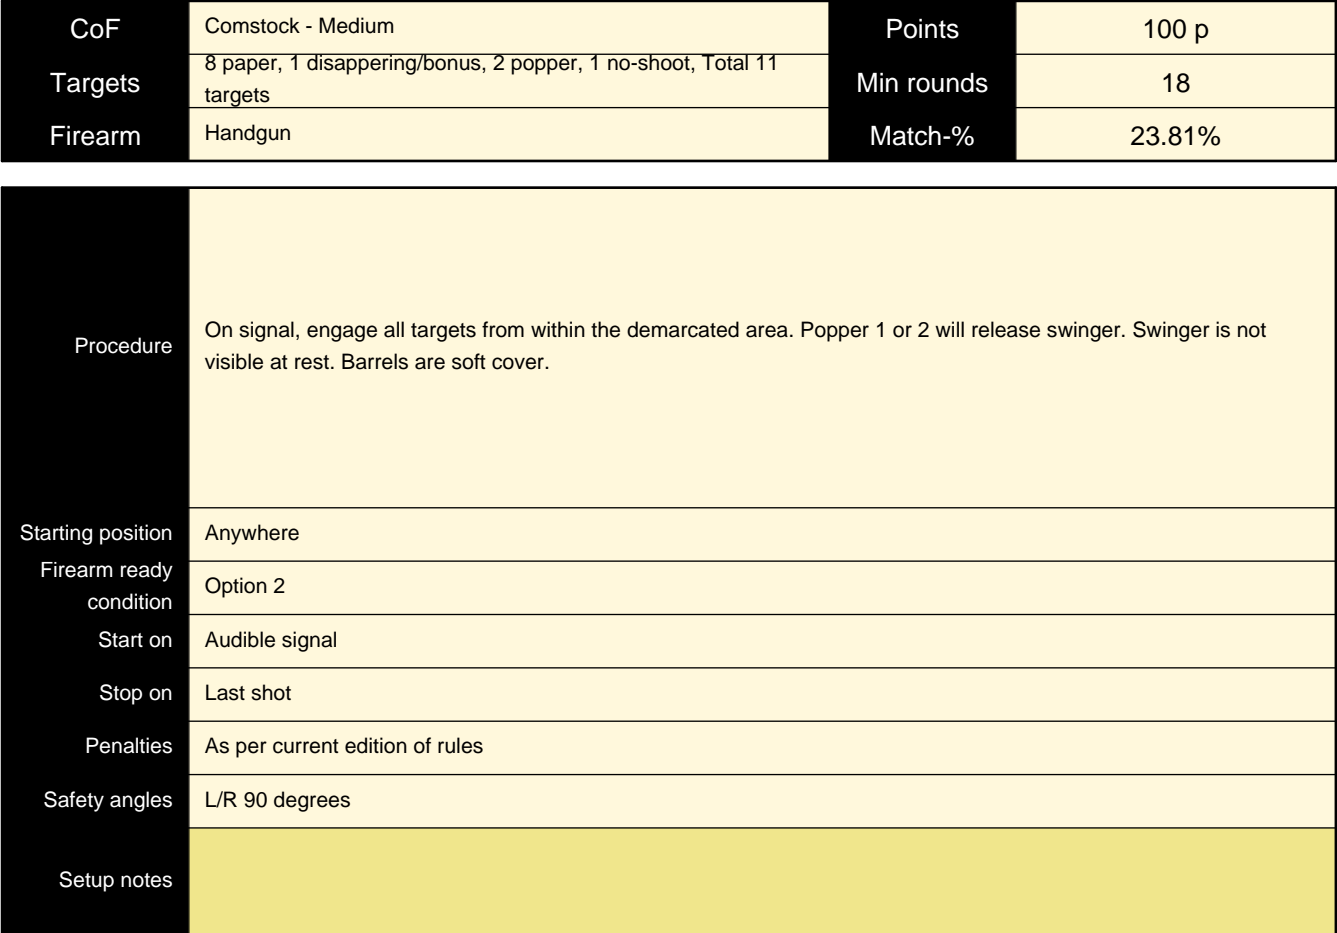 CoF Comstock - Medium Points 100 p
Targets 8 paper, 1 disappering/bonus, 2 popper, 1 no-shoot, Total 11
targets Min rounds 18
Firearm Handgun Match-% 23.81%
Procedure On signal, engage all targets from within the demarcated area. Popper 1 or 2 will release swinger. Swinger is not
visible at rest. Barrels are soft cover.
Starting position Anywhere
Firearm ready
condition Option 2
Start on Audible signal
Stop on Last shot
Penalties As per current edition of rules
Safety angles L/R 90 degrees
Setup notes